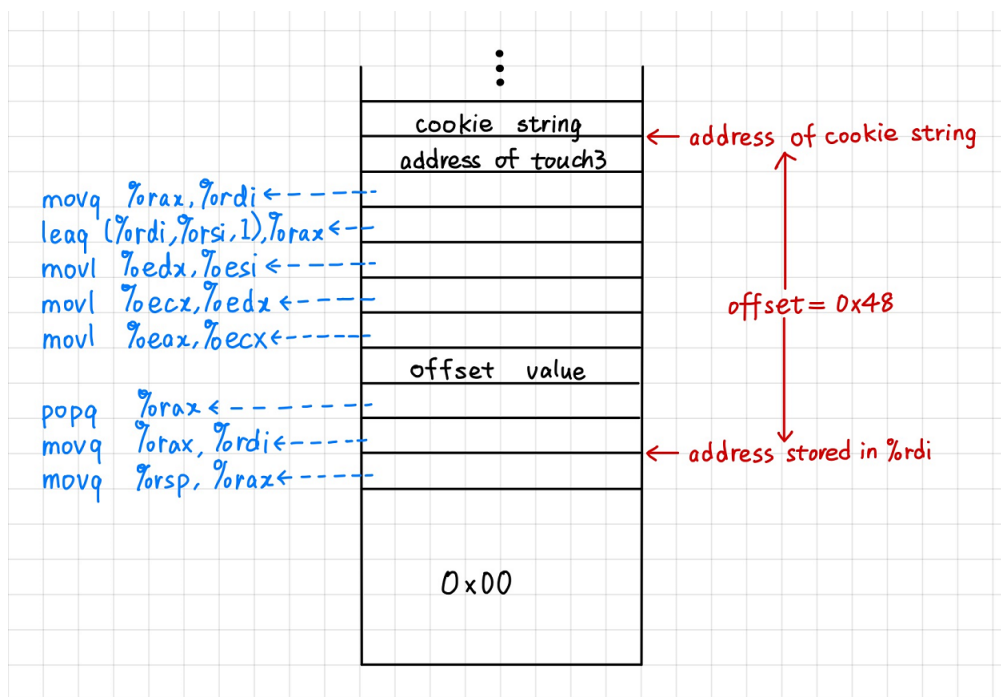 cookie string
← address of cookie string
address of touch3
movq %rax, %rdi
leaq (%rdi,%rsi,1),%rax
movl %edx,%esi
movl %ecx,%edx
offset = 0x48
movl %eax,%ecx
offset value
popq %rax
movq %rax, %rdi
← address stored in %rdi
movq %rsp, %rax
0x00